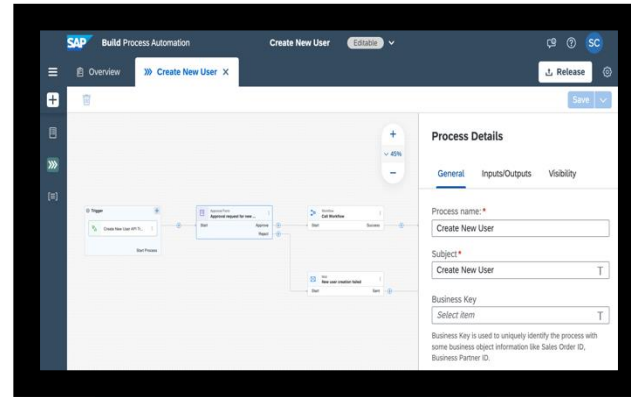 SAP Build Process Automation
Create New User
Editable
SC
Overview
Create New User
Release
Save
45%
Process Details
General Inputs/Outputs Visibility
Process name:*
Create New User
Subject*
Create New User
T
Business Key
Select item
T
Business Key is used to uniquely identify the process with
some business object information like Sales Order ID,
Business Partner ID.
Trigger
Create New User API Tr...
Start Process
Approval Form
Approval request for new ...
Start
Approve
Reject
Call Workflow
Start
Success
Mail
New user creation failed
Start
Sent